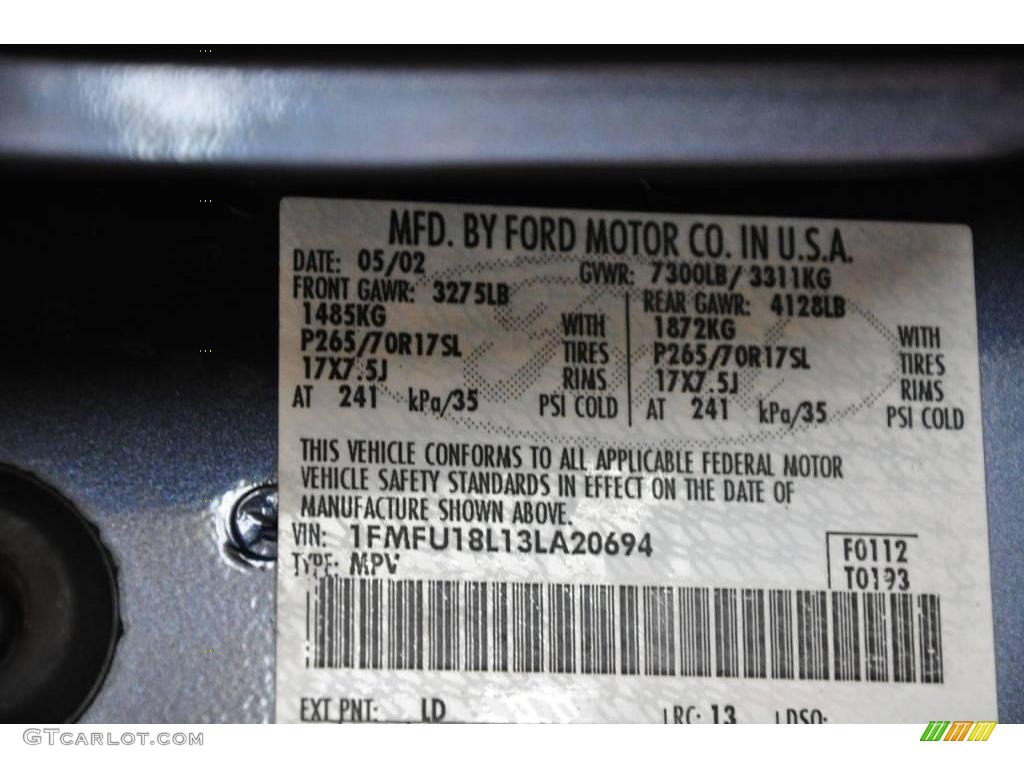 MFD. BY FORD MOTOR CO. IN U.S.A.
DATE: 05/02 GVWR: 7300LB/ 3311KG
FRONT GAWR: 3275LB REAR GAWR: 4128LB
1485KG WITH 1872KG WITH
P265/70R17SL TIRES P265/70R17SL TIRES
17X7.5J RIMS 17X7.5J RIMS
AT 241 kPa/35 PSI COLD AT 241 kPa/35 PSI COLD
THIS VEHICLE CONFORMS TO ALL APPLICABLE FEDERAL MOTOR
VEHICLE SAFETY STANDARDS IN EFFECT ON THE DATE OF
MANUFACTURE SHOWN ABOVE.
VIN: 1FMFU18L13LA20694 F0112
TYPE: MPV T0193
EXT PNT: LD RC: 13 DSO:
GTCARLOT.COM